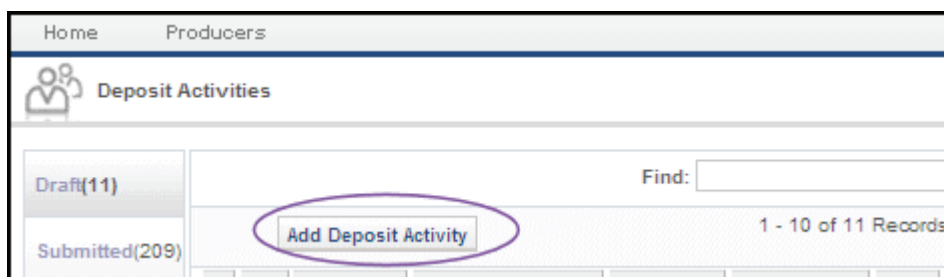 Home Producers
Deposit Activities
Draft(11)
Find:
Add Deposit Activity
1 - 10 of 11 Records
Submitted(209)